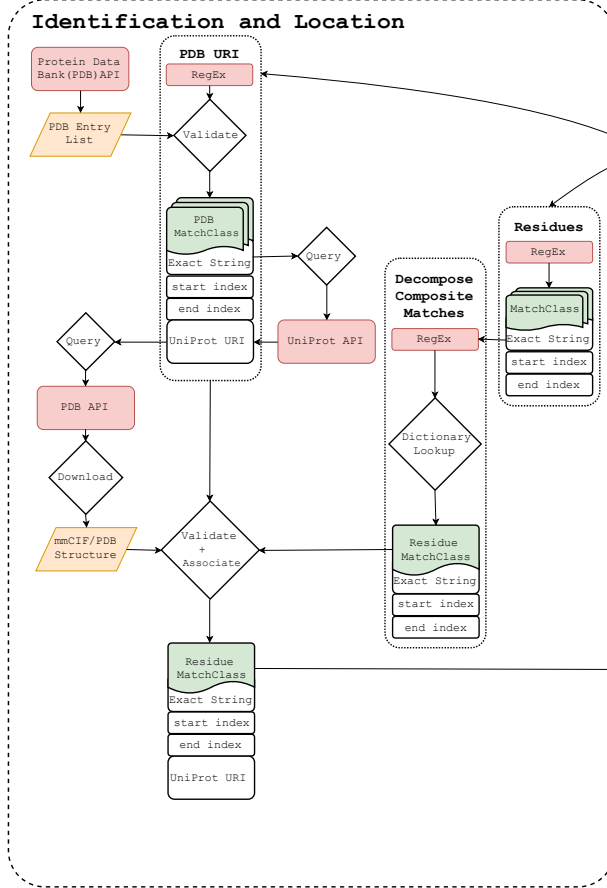 Identification and Location
Protein Data
Bank(PDB)API
PDB Entry
List
PDB URI
RegEx
Validate
PDB
MatchClass
Exact String
start index
end index
UniProt URI
Query
UniProt API
Query
PDB API
Download
mmCIF/PDB
Structure
Validate
+
Associate
Residue
MatchClass
Exact String
start index
end index
UniProt URI
Decompose
Composite
Matches
RegEx
Dictionary
Lookup
Residue
MatchClass
Exact String
start index
end index
Residues
RegEx
MatchClass
Exact String
start index
end index